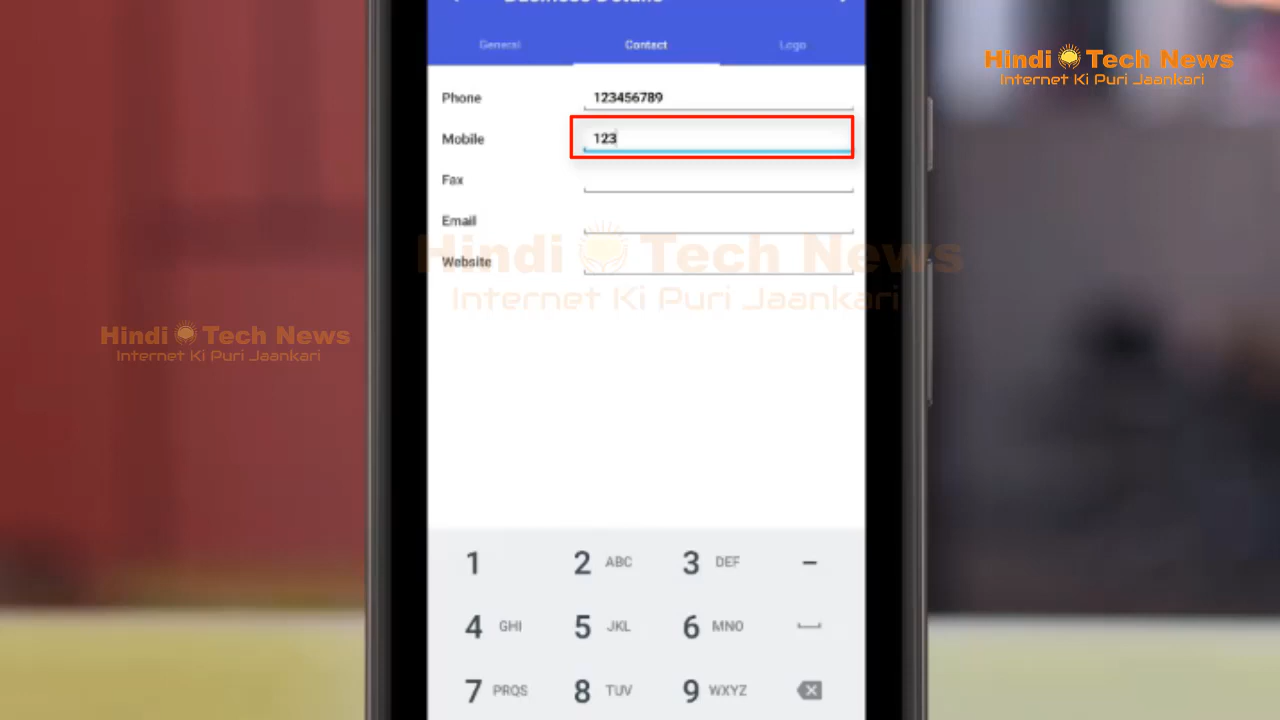 Business Details
General Contact Logo
Hindi Tech News
Internet Ki Puri Jaankari
Phone 123456789
Mobile 123
Fax
Email
Website
Hindi Tech News
Internet Ki Puri Jaankari
Hindi Tech News
Internet Ki Puri Jaankari
1 2 ABC 3 DEF -
4 GHI 5 JKL 6 MNO
7 PQRS 8 TUV 9 WXYZ